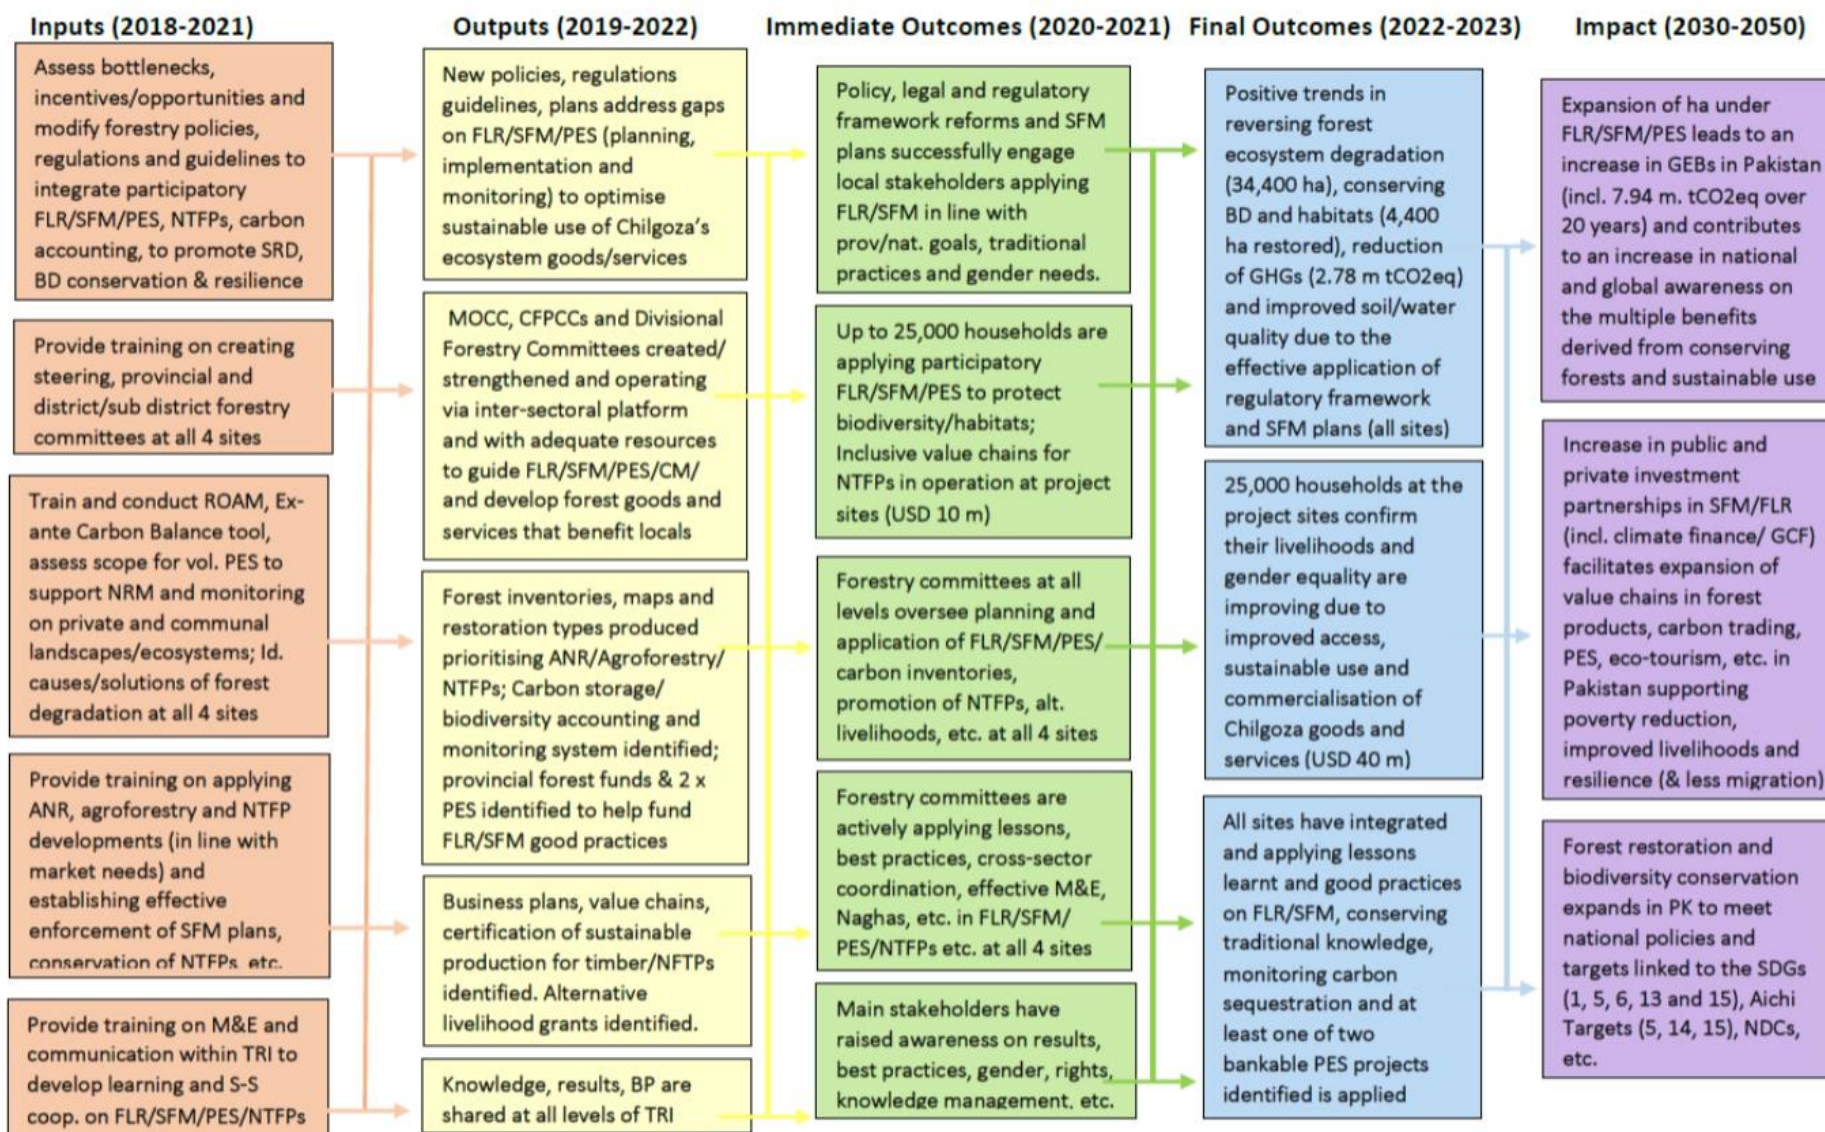 Inputs (2018-2021)
Assess bottlenecks,
incentives/opportunities and
modify forestry policies,
regulations and guidelines to
integrate participatory
FLR/SFM/PES, NTFPs, carbon
accounting, to promote SRD,
BD conservation & resilience
Provide training on creating
steering, provincial and
district/sub district forestry
committees at all 4 sites
Train and conduct ROAM, Ex-
ante Carbon Balance tool,
assess scope for vol. PES to
support NRM and monitoring
on private and communal
landscapes/ecosystems; Id.
causes/solutions of forest
degradation at all 4 sites
Provide training on applying
ANR, agroforestry and NTFP
developments (in line with
market needs) and
establishing effective
enforcement of SFM plans,
conservation of NTFPs, etc.
Provide training on M&E and
communication within TRI to
develop learning and S-S
coop. on FLR/SFM/PES/NTFPs
Outputs (2019-2022)
New policies, regulations
guidelines, plans address gaps
on FLR/SFM/PES (planning,
implementation and
monitoring) to optimise
sustainable use of Chilgoza's
ecosystem goods/services
MOCC, CFPCCs and Divisional
Forestry Committees created/
strengthened and operating
via inter-sectoral platform
and with adequate resources
to guide FLR/SFM/PES/CM/
and develop forest goods and
services that benefit locals
Forest inventories, maps and
restoration types produced
prioritising ANR/Agroforestry/
NTFPs; Carbon storage/
biodiversity accounting and
monitoring system identified;
provincial forest funds & 2 x
PES identified to help fund
FLR/SFM good practices
Business plans, value chains,
certification of sustainable
production for timber/NFTPs
identified. Alternative
livelihood grants identified.
Knowledge, results, BP are
shared at all levels of TRI
Immediate Outcomes (2020-2021)
Policy, legal and regulatory
framework reforms and SFM
plans successfully engage
local stakeholders applying
FLR/SFM in line with
prov/nat. goals, traditional
practices and gender needs.
Up to 25,000 households are
applying participatory
FLR/SFM/PES to protect
biodiversity/habitats;
Inclusive value chains for
NTFPs in operation at project
sites (USD 10 m)
Forestry committees at all
levels oversee planning and
application of FLR/SFM/PES/
carbon inventories,
promotion of NTFPs, alt.
livelihoods, etc. at all 4 sites
Forestry committees are
actively applying lessons,
best practices, cross-sector
coordination, effective M&E,
Naghas, etc. in FLR/SFM/
PES/NTFPs etc. at all 4 sites
Main stakeholders have
raised awareness on results,
best practices, gender, rights,
knowledge management, etc.
Final Outcomes (2022-2023)
Positive trends in
reversing forest
ecosystem degradation
(34,400 ha), conserving
BD and habitats (4,400
ha restored), reduction
of GHGs (2.78 m tCO2eq)
and improved soil/water
quality due to the
effective application of
regulatory framework
and SFM plans (all sites)
25,000 households at the
project sites confirm
their livelihoods and
gender equality are
improving due to
improved access,
sustainable use and
commercialisation of
Chilgoza goods and
services (USD 40 m)
All sites have integrated
and applying lessons
learnt and good practices
on FLR/SFM, conserving
traditional knowledge,
monitoring carbon
sequestration and at
least one of two
bankable PES projects
identified is applied
Impact (2030-2050)
Expansion of ha under
FLR/SFM/PES leads to an
increase in GEBs in Pakistan
(incl. 7.94 m. tCO2eq over
20 years) and contributes
to an increase in national
and global awareness on
the multiple benefits
derived from conserving
forests and sustainable use
Increase in public and
private investment
partnerships in SFM/FLR
(incl. climate finance/ GCF)
facilitates expansion of
value chains in forest
products, carbon trading,
PES, eco-tourism, etc. in
Pakistan supporting
poverty reduction,
improved livelihoods and
resilience (& less migration)
Forest restoration and
biodiversity conservation
expands in PK to meet
national policies and
targets linked to the SDGs
(1, 5, 6, 13 and 15), Aichi
Targets (5, 14, 15), NDCs,
etc.